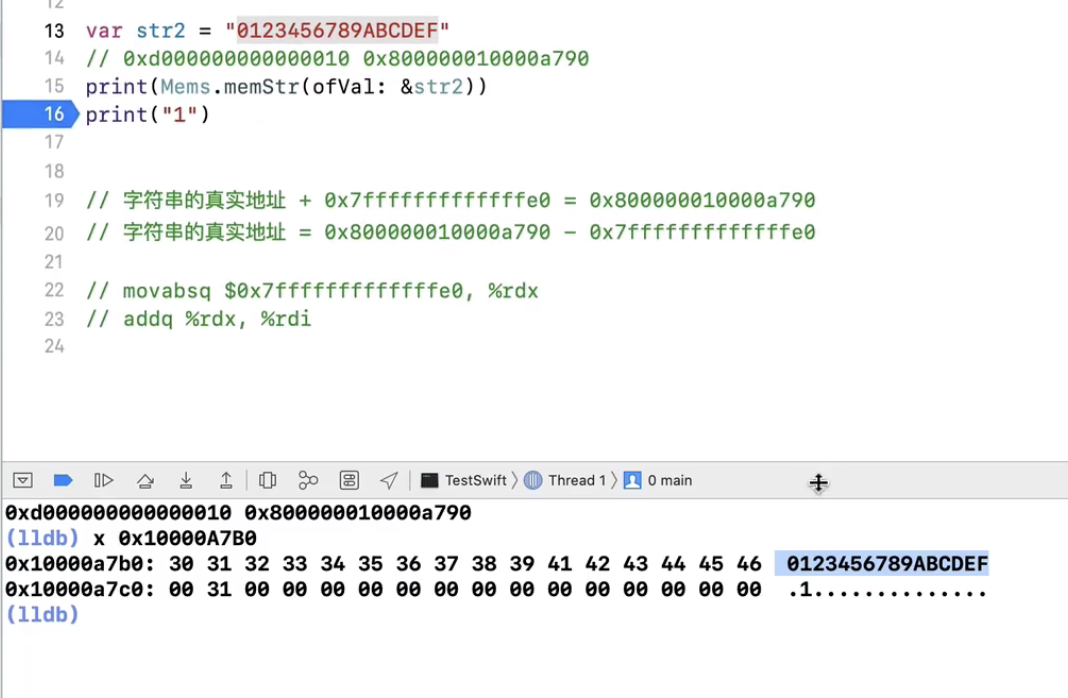 12
13 var str2 = "0123456789ABCDEF"
14 // 0xd000000000000010 0x800000010000a790
15 print(Mems.memStr(ofVal: &str2))
16 print("1")
17
18
19 // 字符串的真实地址 + 0x7fffffffffffffe0 = 0x800000010000a790
20 // 字符串的真实地址 = 0x800000010000a790 - 0x7fffffffffffffe0
21
22 // movabsq $0x7fffffffffffffe0, %rdx
23 // addq %rdx, %rdi
24
TestSwift Thread 1 0 main
0xd000000000000010 0x800000010000a790
(lldb) x 0x10000A7B0
0x10000a7b0: 30 31 32 33 34 35 36 37 38 39 41 42 43 44 45 46 0123456789ABCDEF
0x10000a7c0: 00 31 00 00 00 00 00 00 00 00 00 00 00 00 00 00 .1..............
(lldb)